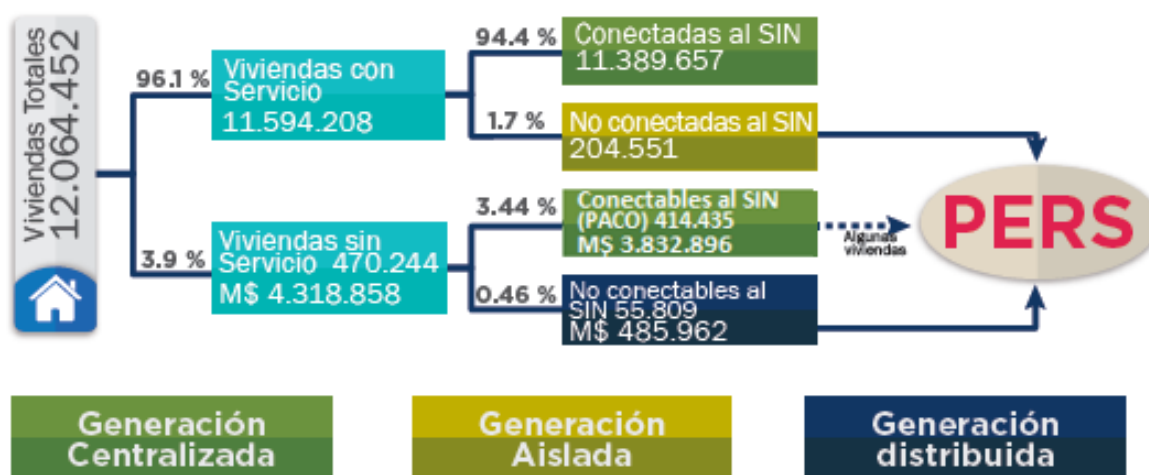 Viviendas Totales
12.064.452
96.1 %
Viviendas con
Servicio
11.594.208
94.4 %
Conectadas al SIN
11.389.657
1.7 %
No conectadas al SIN
204.551
3.9 %
Viviendas sin
Servicio 470.244
M$ 4.318.858
3.44 %
Conectables al SIN
(PACO) 414.435
M$ 3.832.896
Algunas
viviendas
0.46 %
No conectables al
SIN 55.809
M$ 485.962
PERS
Generación
Centralizada
Generación
Aislada
Generación
distribuida